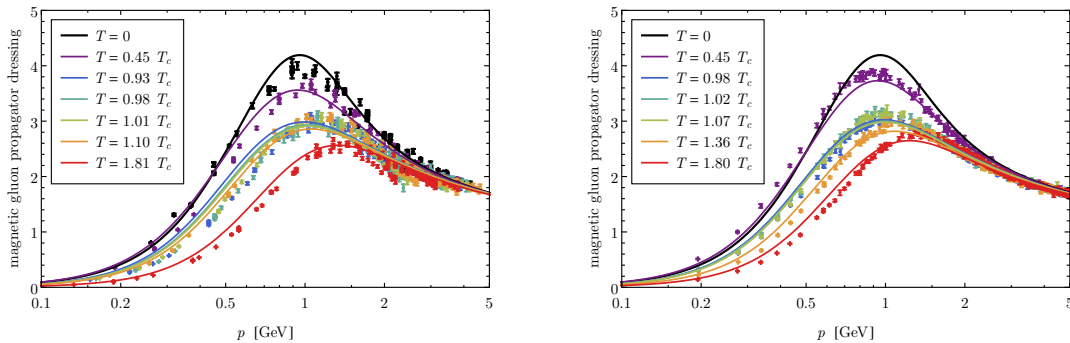 magnetic gluon propagator dressing
5
4
3
2
1
0
T = 0
T = 0.45 T_c
T = 0.93 T_c
T = 0.98 T_c
T = 1.01 T_c
T = 1.10 T_c
T = 1.81 T_c
0.1 0.2 0.5 1 2 5
p [GeV]
magnetic gluon propagator dressing
5
4
3
2
1
0
T = 0
T = 0.45 T_c
T = 0.98 T_c
T = 1.02 T_c
T = 1.07 T_c
T = 1.36 T_c
T = 1.80 T_c
0.1 0.2 0.5 1 2 5
p [GeV]